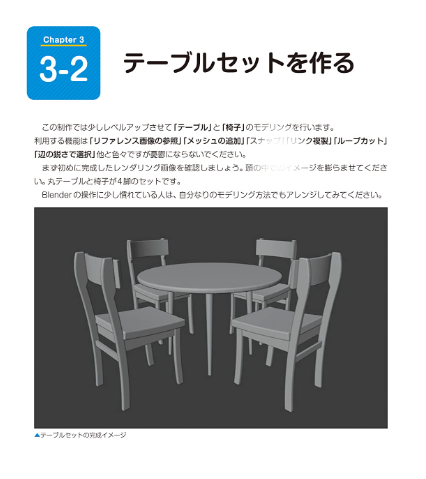 Chapter 3
3-2
テーブルセットを作る
この制作では少しレベルアップさせて「テーブル」と「椅子」のモデリングを行います。
利用する機能は「リファレンス画像の参照」「メッシュの追加」「スナップ」「リンク複製」「ループカット」
「辺の鋭さで選択」他と色々ですが憂鬱にならないでください。
まず初めに完成したレンダリング画像を確認しましょう。頭の中でイメージを膨らませてくださ
い。丸テーブルと椅子が4脚のセットです。
Blenderの操作に少し慣れている人は、自分なりのモデリング方法でもアレンジしてみてください。
▲テーブルセットの完成イメージ